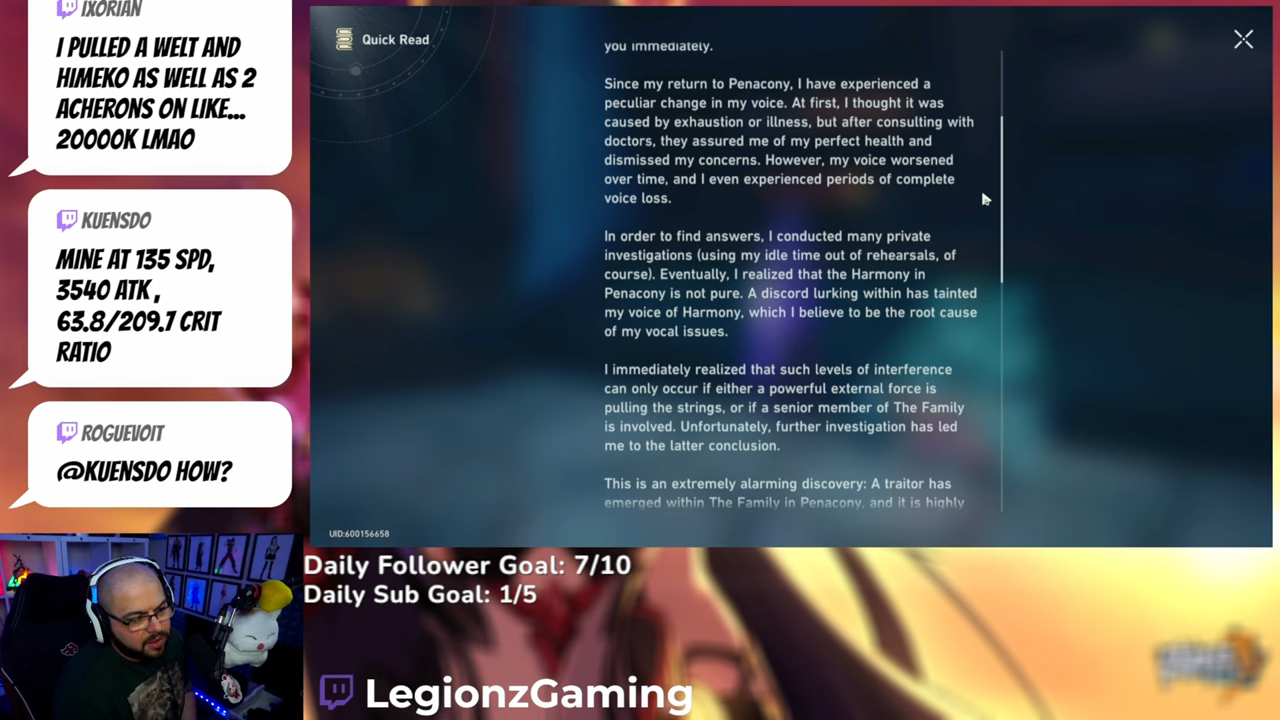 IXORIAN
I PULLED A WELT AND
HIMEKO AS WELL AS 2
ACHERONS ON LIKE...
20000K LMAO
KUENSDO
MINE AT 135 SPD,
3540 ATK,
63.8/209.7 CRIT
RATIO
ROGUEVOIT
@KUENSDO HOW?
Quick Read
you immediately.
Since my return to Penacony, I have experienced a
peculiar change in my voice. At first, I thought it was
caused by exhaustion or illness, but after consulting with
doctors, they assured me of my perfect health and
dismissed my concerns. However, my voice worsened
over time, and I even experienced periods of complete
voice loss.
In order to find answers, I conducted many private
investigations (using my idle time out of rehearsals, of
course). Eventually, I realized that the Harmony in
Penacony is not pure. A discord lurking within has tainted
my voice of Harmony, which I believe to be the root cause
of my vocal issues.
I immediately realized that such levels of interference
can only occur if either a powerful external force is
pulling the strings, or if a senior member of The Family
is involved. Unfortunately, further investigation has led
me to the latter conclusion.
This is an extremely alarming discovery: A traitor has
emerged within The Family in Penacony, and it is highly
UID:600156658
Daily Follower Goal: 7/10
Daily Sub Goal: 1/5
LegionzGaming